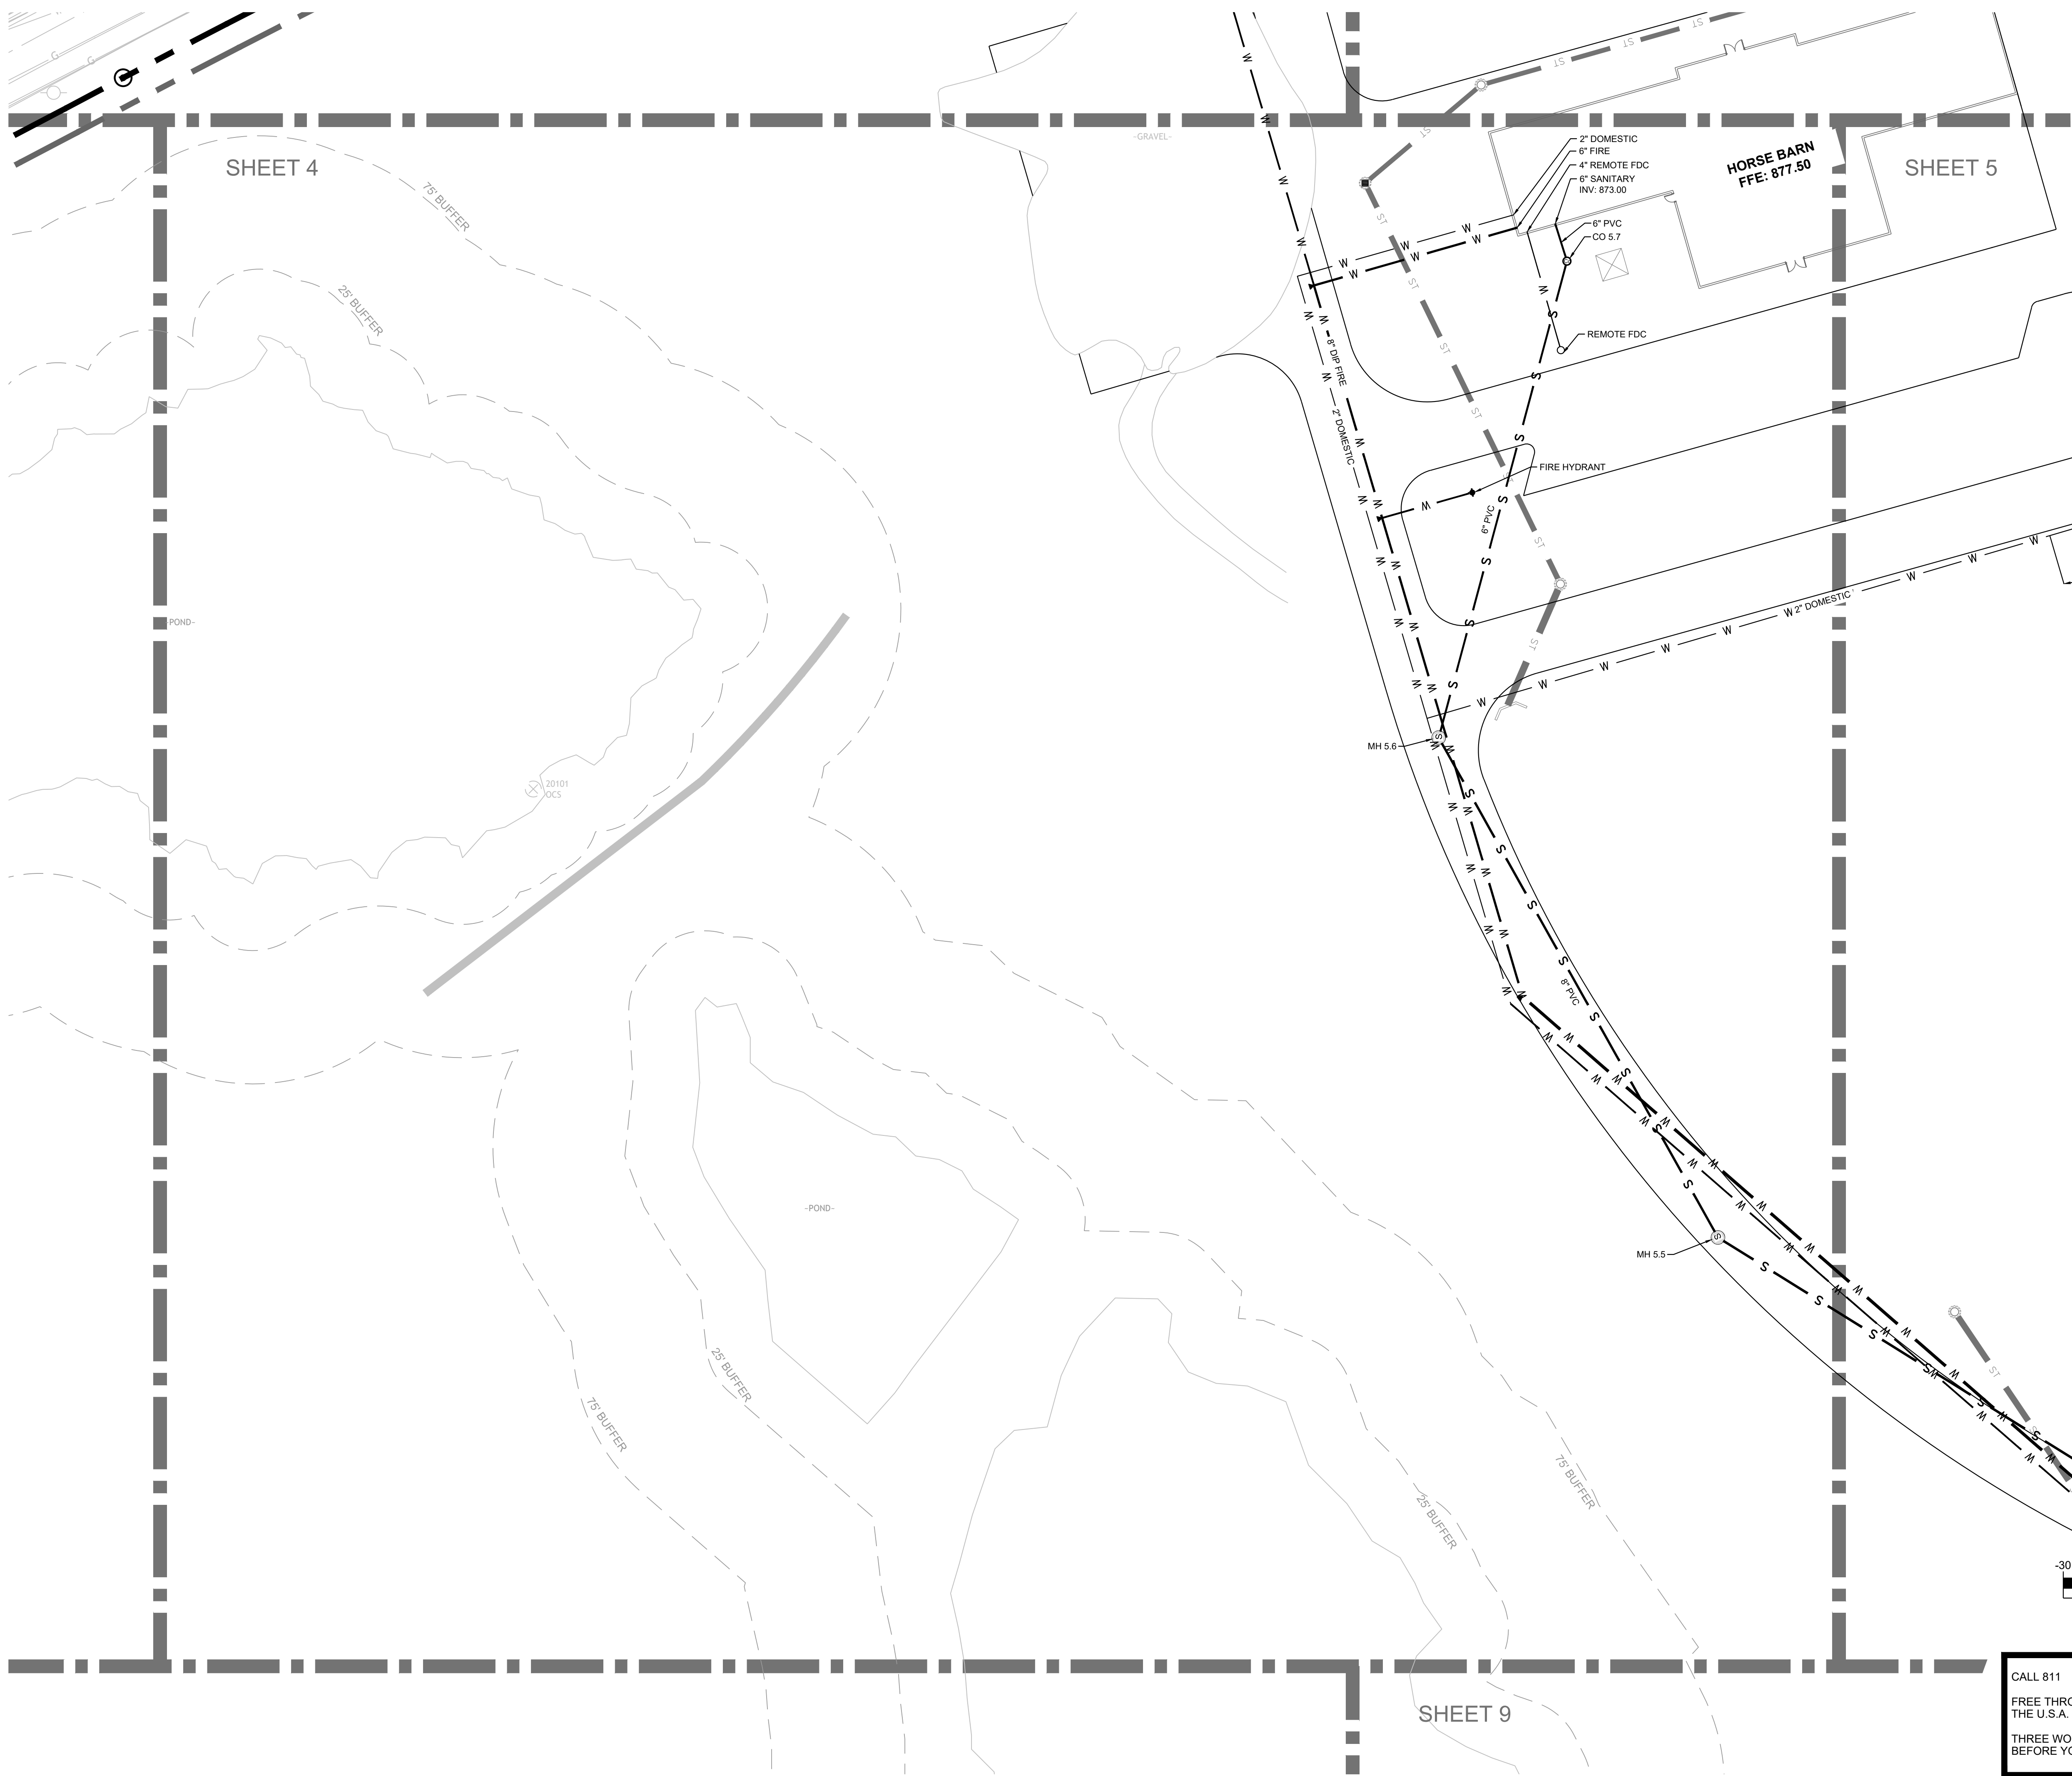 G
G
SHEET 4
75' BUFFER
25' BUFFER
-GRAVEL-
2" DOMESTIC
6" FIRE
4" REMOTE FDC
6" SANITARY
INV: 873.00
6" PVC
CO 5.7
HORSE BARN
FFE: 877.50
SHEET 5
REMOTE FDC
8" DIP FIRE
2" DOMESTIC
FIRE HYDRANT
6" PVC
2" DOMESTIC
POND-
MH 5.6
20101
OCS
8" PVC
-POND-
MH 5.5
25' BUFFER
75' BUFFER
75' BUFFER
25' BUFFER
-30
SHEET 9
CALL 811
THE U.S.A.